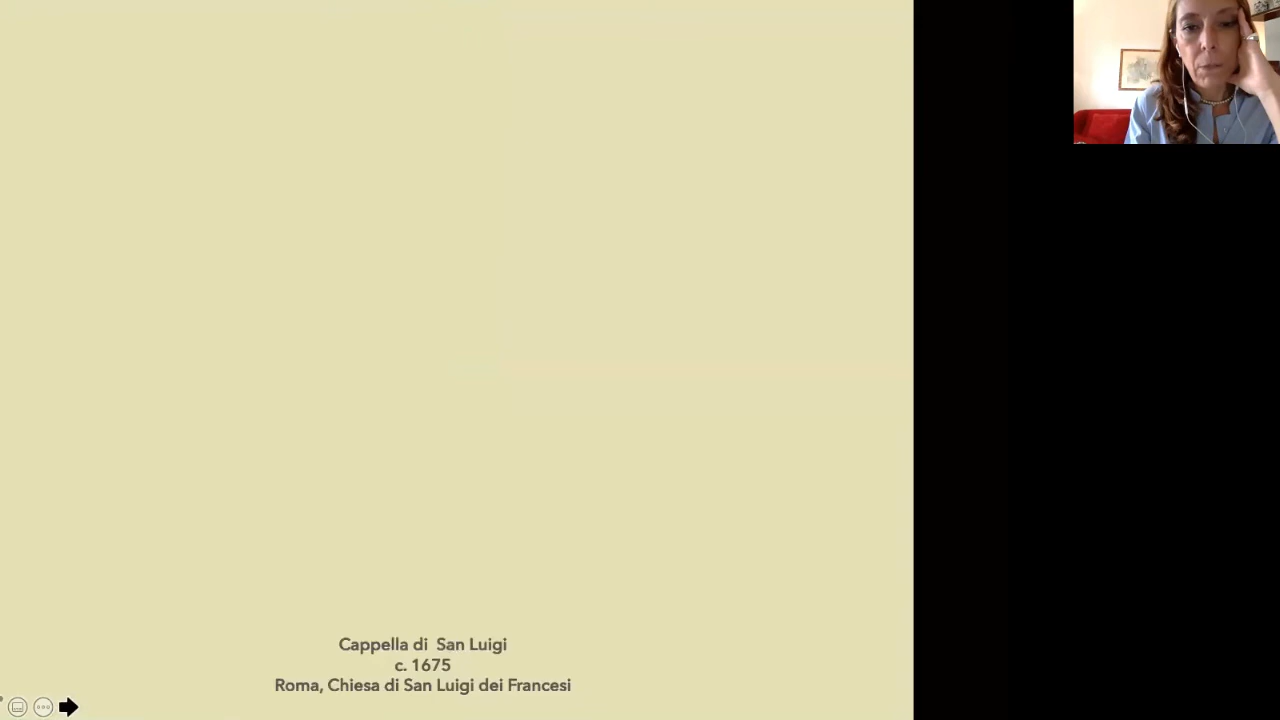 Cappella di  San Luigi
c. 1675
Roma, Chiesa di San Luigi dei Francesi